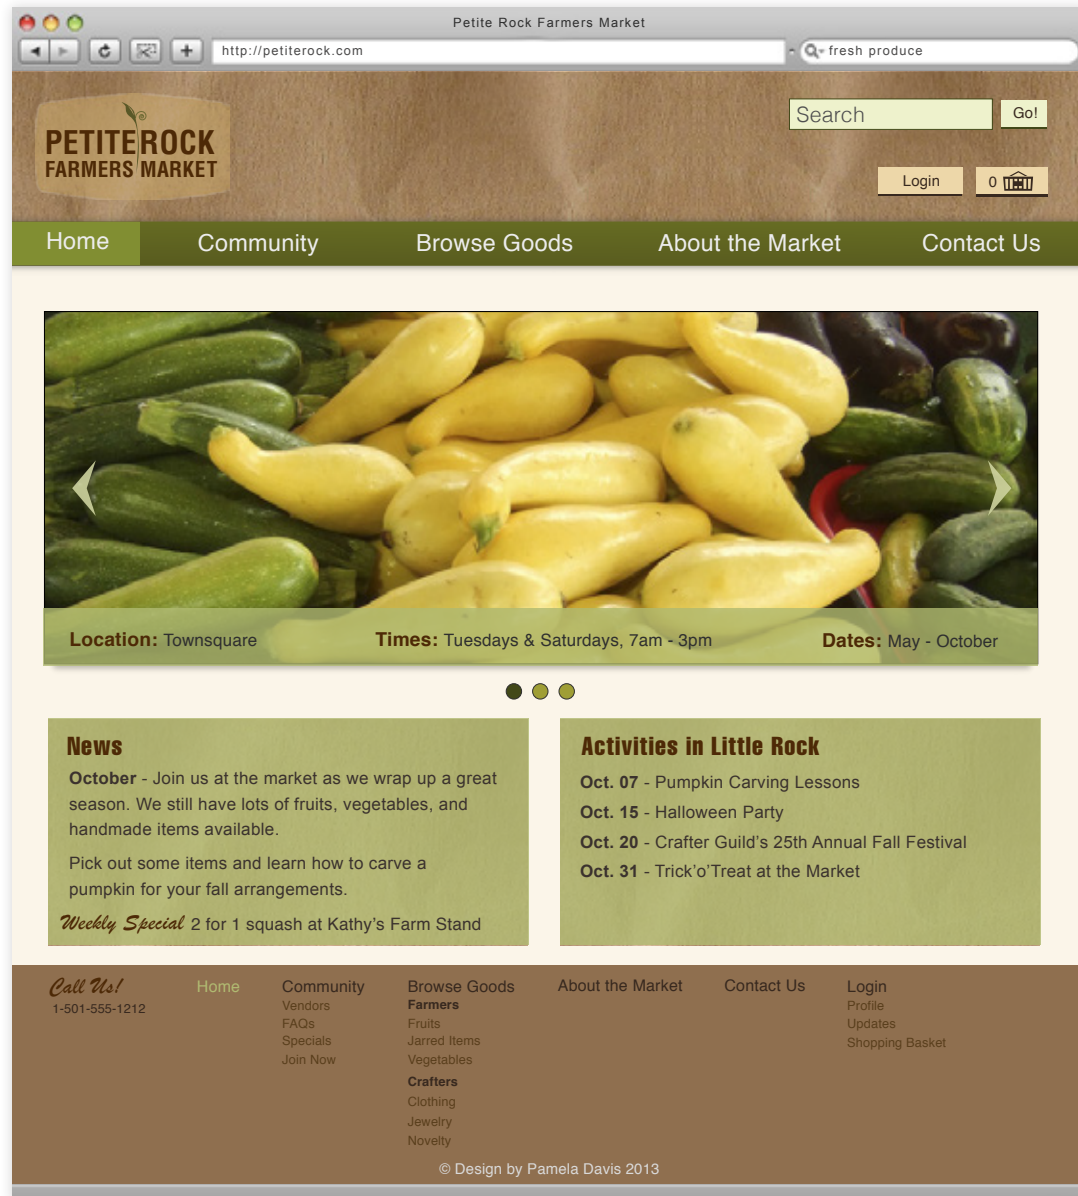 Petite Rock Farmers Market
http://petiterock.com
fresh produce
PETITE ROCK
FARMERS MARKET
Search
Go!
Login
0
Home
Community
Browse Goods
About the Market
Contact Us
Location: Townsquare
Times: Tuesdays & Saturdays, 7am - 3pm
Dates: May - October
News
October - Join us at the market as we wrap up a great
season. We still have lots of fruits, vegetables, and
handmade items available.
Pick out some items and learn how to carve a
pumpkin for your fall arrangements.
Weekly Special 2 for 1 squash at Kathy's Farm Stand
Activities in Little Rock
Oct. 07 - Pumpkin Carving Lessons
Oct. 15 - Halloween Party
Oct. 20 - Crafter Guild's 25th Annual Fall Festival
Oct. 31 - Trick'o'Treat at the Market
Call Us!
1-501-555-1212
Home
Community
Vendors
FAQs
Specials
Join Now
Browse Goods
Farmers
Fruits
Jarred Items
Vegetables
Crafters
Clothing
Jewelry
Novelty
About the Market
Contact Us
Login
Profile
Updates
Shopping Basket
© Design by Pamela Davis 2013